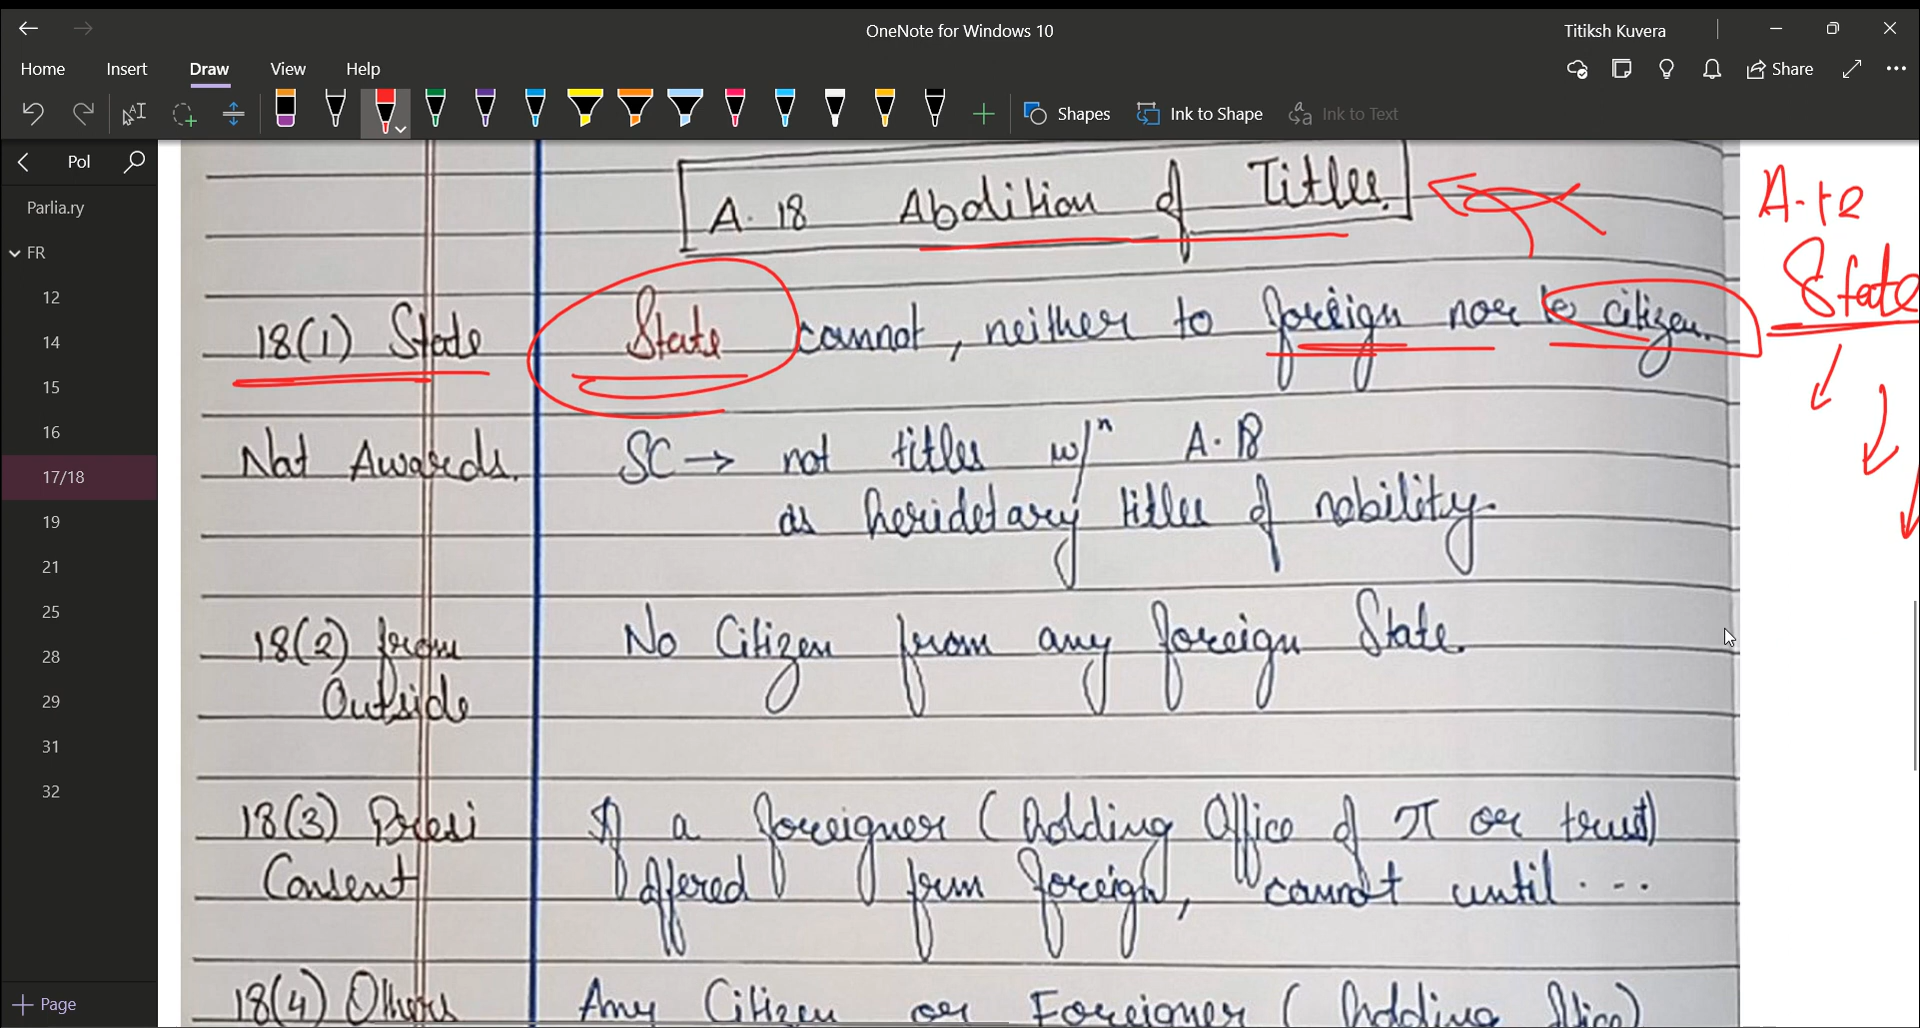 OneNote for Windows 10
Titiksh Kuvera
Home Insert Draw View Help
Share
Shapes Ink to Shape Ink to Text
Pol
Parlia.ry
FR
12
14
15
16
17/18
19
21
25
28
29
31
32
Page
A. 18 Abolition of Titles.
18(1) State State cannot, neither to foreign nor to citizen.
Nat Awards. SC → not titles w/n A. 18
as heridetary titles of nobility.
18(2) from No Citizen from any foreign State.
Outside
18(3) Presi If a foreigner (holding Office of π or trust)
Consent offered from foreign, cannot until ...
18(4) Others Any Citizen or Foreigner (holding Office)
State